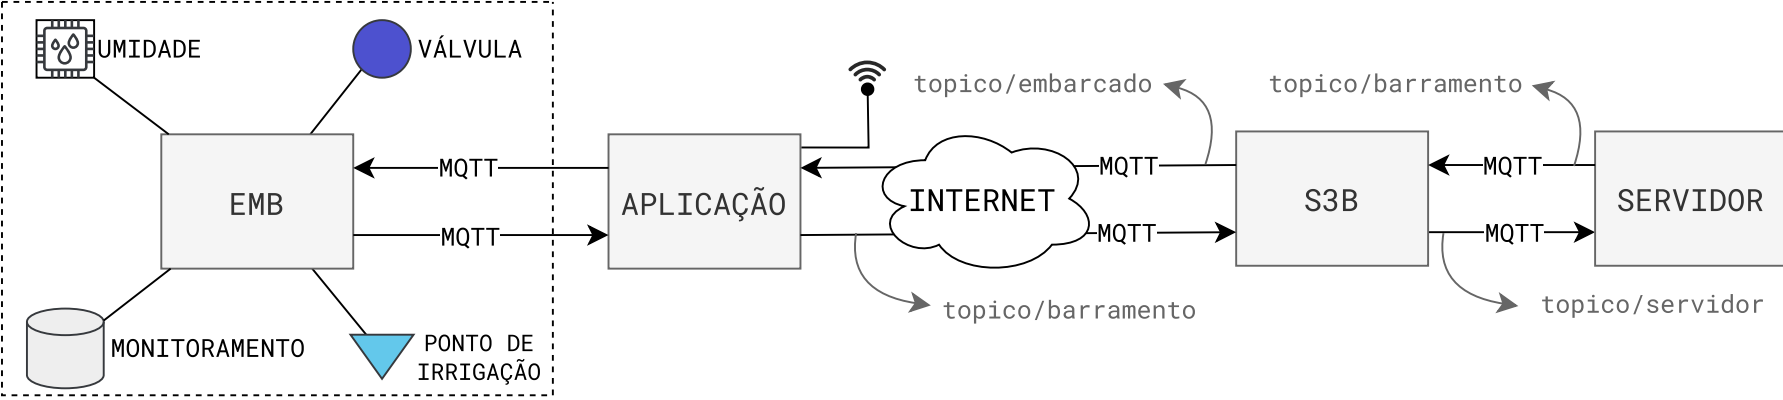 UMIDADE
VÁLVULA
EMB
MONITORAMENTO
PONTO DE
IRRIGAÇÃO
MQTT
MQTT
APLICAÇÃO
INTERNET
topico/embarcado
topico/barramento
MQTT
MQTT
topico/barramento
S3B
MQTT
MQTT
topico/servidor
SERVIDOR